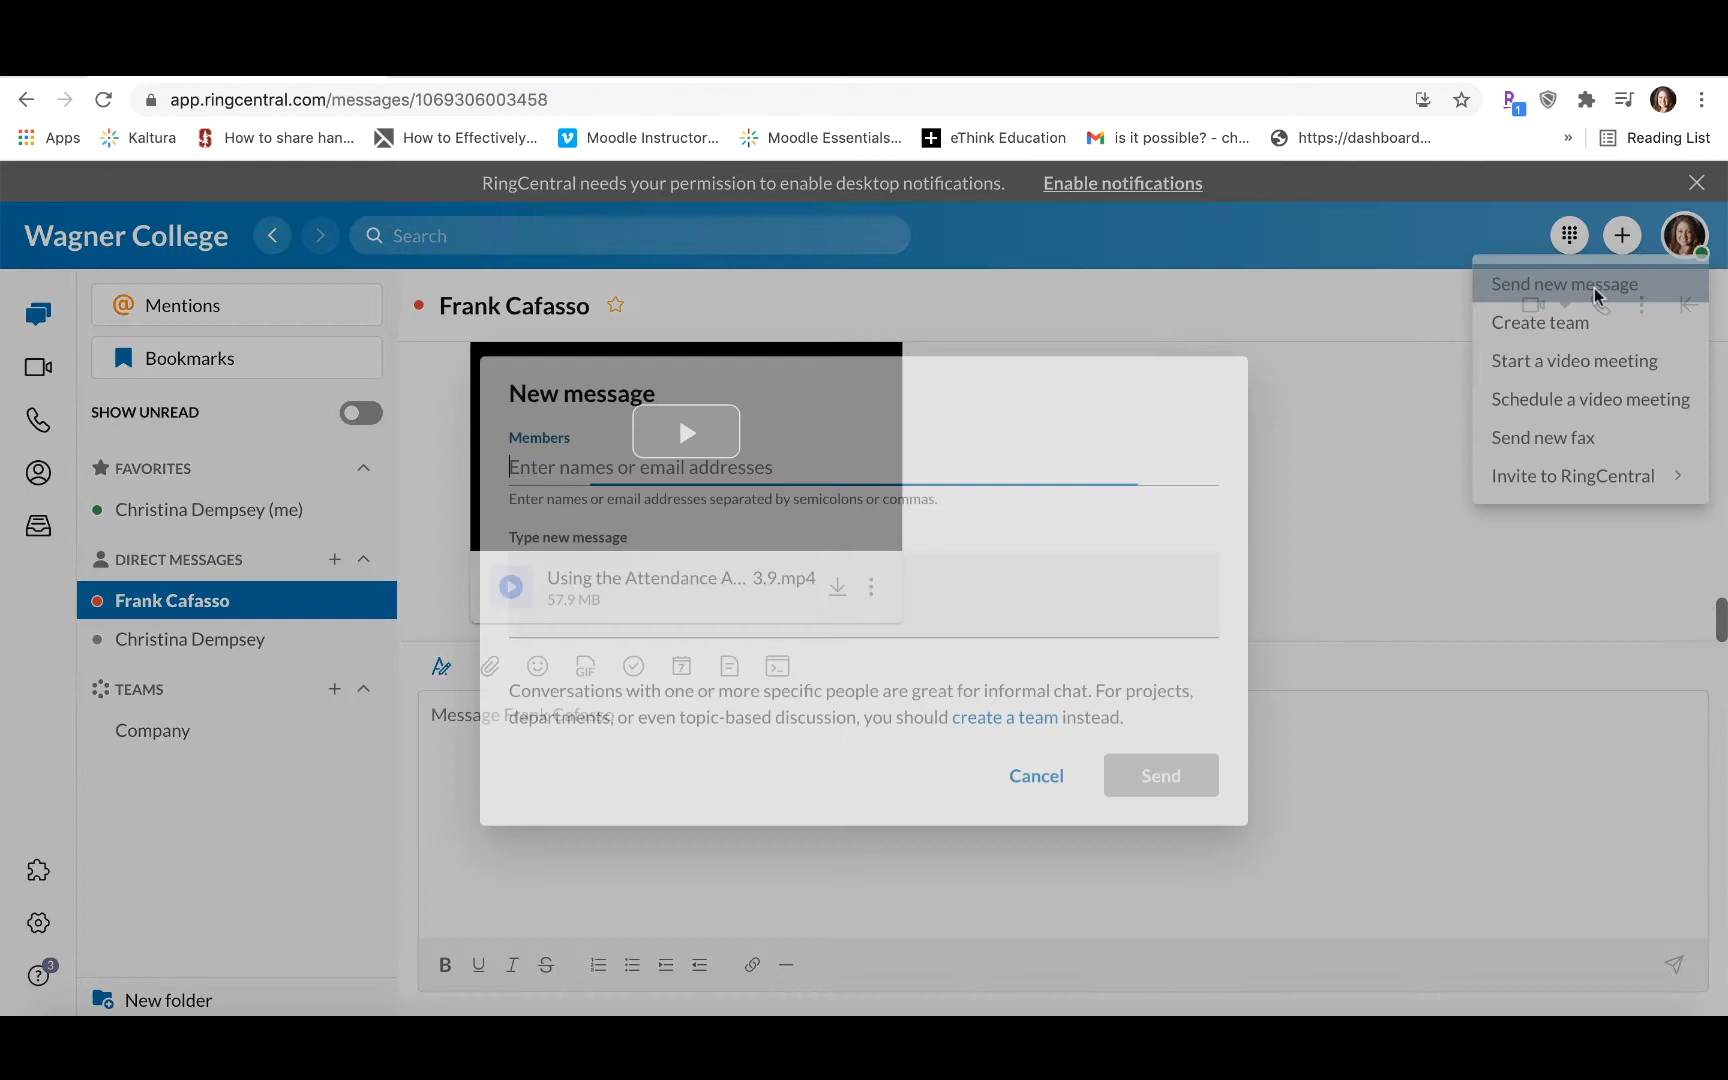 app.ringcentral.com/messages/1069306003458
1
Apps
Kaltura
How to share han...
How to Effectively...
Moodle Instructor...
Moodle Essentials...
eThink Education
is it possible? - ch...
https://dashboard...
»
Reading List
RingCentral needs your permission to enable desktop notifications.
Enable notifications
Wagner College
Search
Mentions
Bookmarks
SHOW UNREAD
FAVORITES
Christina Dempsey (me)
DIRECT MESSAGES
Frank Cafasso
Christina Dempsey
TEAMS
Company
3
New folder
Frank Cafasso
Send new message
Create team
Start a video meeting
Schedule a video meeting
Send new fax
Invite to RingCentral
New message
Members
Enter names or email addresses
Enter names or email addresses separated by semicolons or commas.
Type new message
Using the Attendance A... 3.9.mp4
57.9 MB
GIF
7
Conversations with one or more specific people are great for informal chat. For projects,
departments, or even topic-based discussion, you should create a team instead.
Message Frank Cafasso
Cancel
Send
B U I S